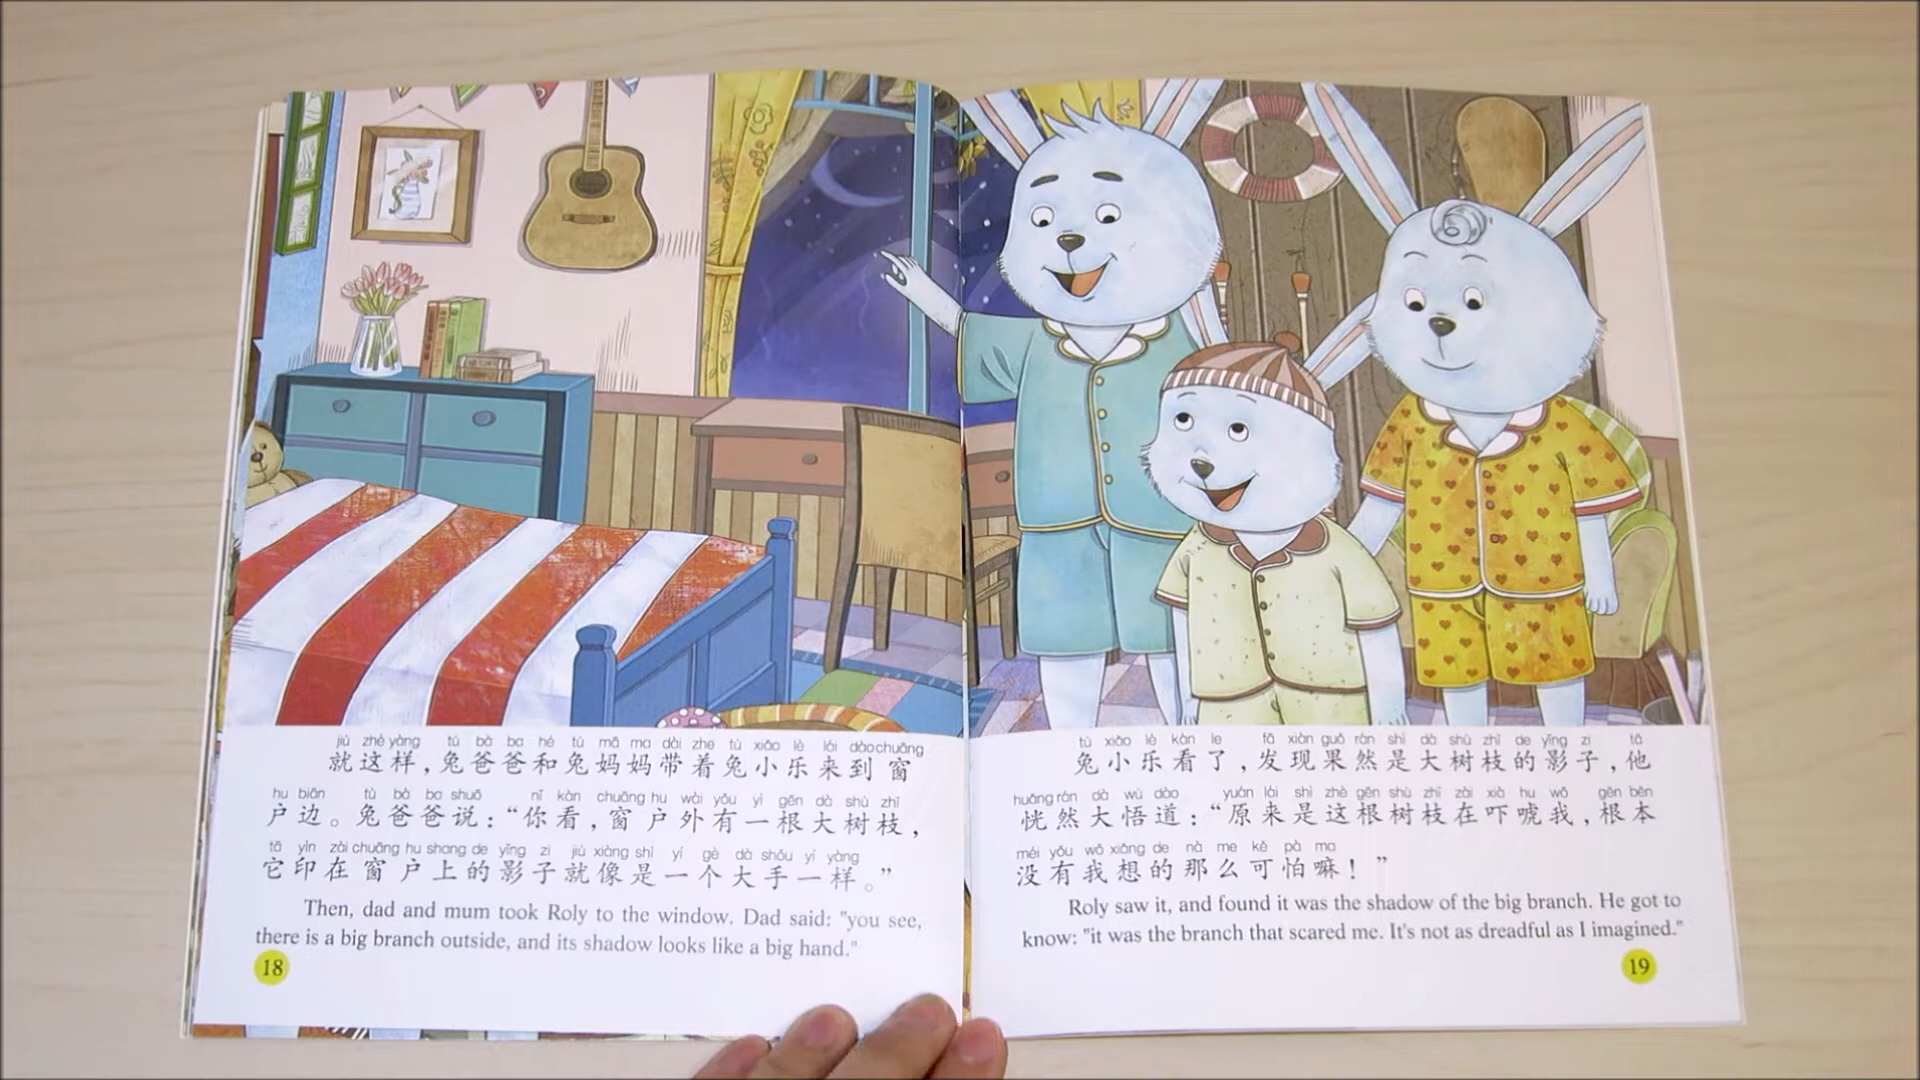 jiù zhè yàng tù bà ba hé tù mā ma dài zhe tù xiǎo lè lái dào chuāng
就这样，兔爸爸和兔妈妈带着兔小乐来到窗
hu biān tù bà ba shuō nǐ kàn chuāng hu wài yǒu yì gēn dà shù zhī
户边。兔爸爸说：“你看，窗户外有一根大树枝，
tā yìn zài chuāng hu shang de yǐng zi jiù xiàng shì yí gè dà shǒu yí yàng
它印在窗户上的影子就像是一个大手一样。”
Then, dad and mum took Roly to the window. Dad said: "you see,
there is a big branch outside, and its shadow looks like a big hand."
18
tù xiǎo lè kàn le fā xiàn guǒ rán shì dà shù zhī de yǐng zi tā
兔小乐看了，发现果然是大树枝的影子，他
huǎng rán dà wù dào yuán lái shì zhè gēn shù zhī zài xià hu wǒ gēn běn
恍然大悟道：“原来是这根树枝在吓唬我，根本
méi yǒu wǒ xiǎng de nà me kě pà ma
没有我想的那么可怕嘛！”
Roly saw it, and found it was the shadow of the big branch. He got to
know: "it was the branch that scared me. It's not as dreadful as I imagined."
19